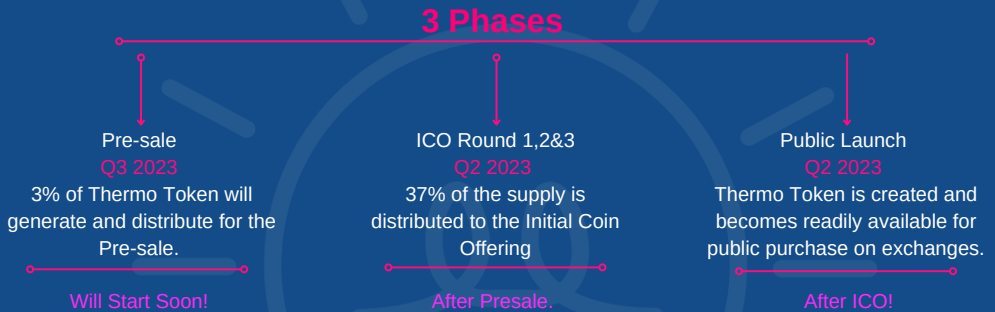 3 Phases
Pre-sale
Q3 2023
3% of Thermo Token will
generate and distribute for the
Pre-sale.
Will Start Soon!
ICO Round 1,2&3
Q2 2023
37% of the supply is
distributed to the Initial Coin
Offering
After Presale.
Public Launch
Q2 2023
Thermo Token is created and
becomes readily available for
public purchase on exchanges.
After ICO!